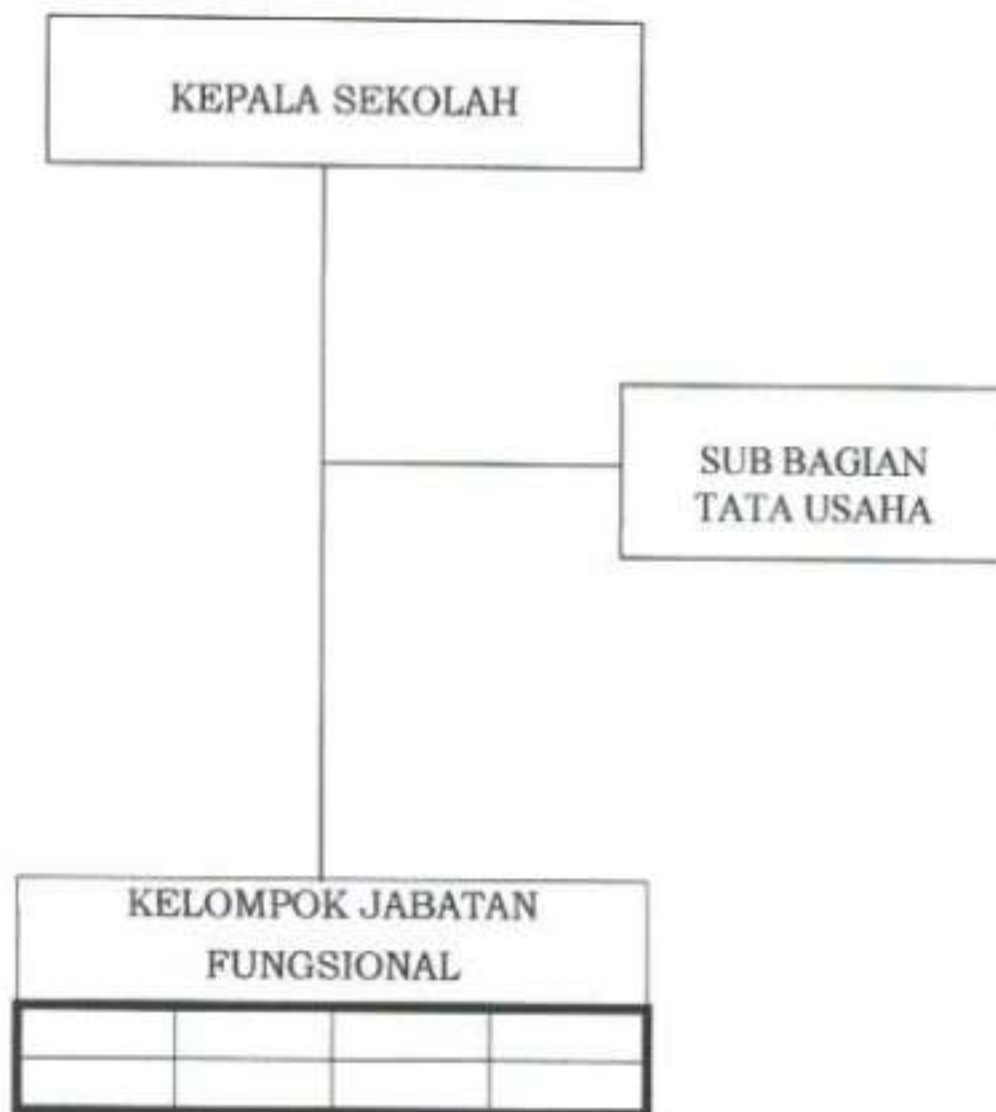 KEPALA SEKOLAH
SUB BAGIAN
TATA USAHA
KELOMPOK JABATAN
FUNGSIONAL